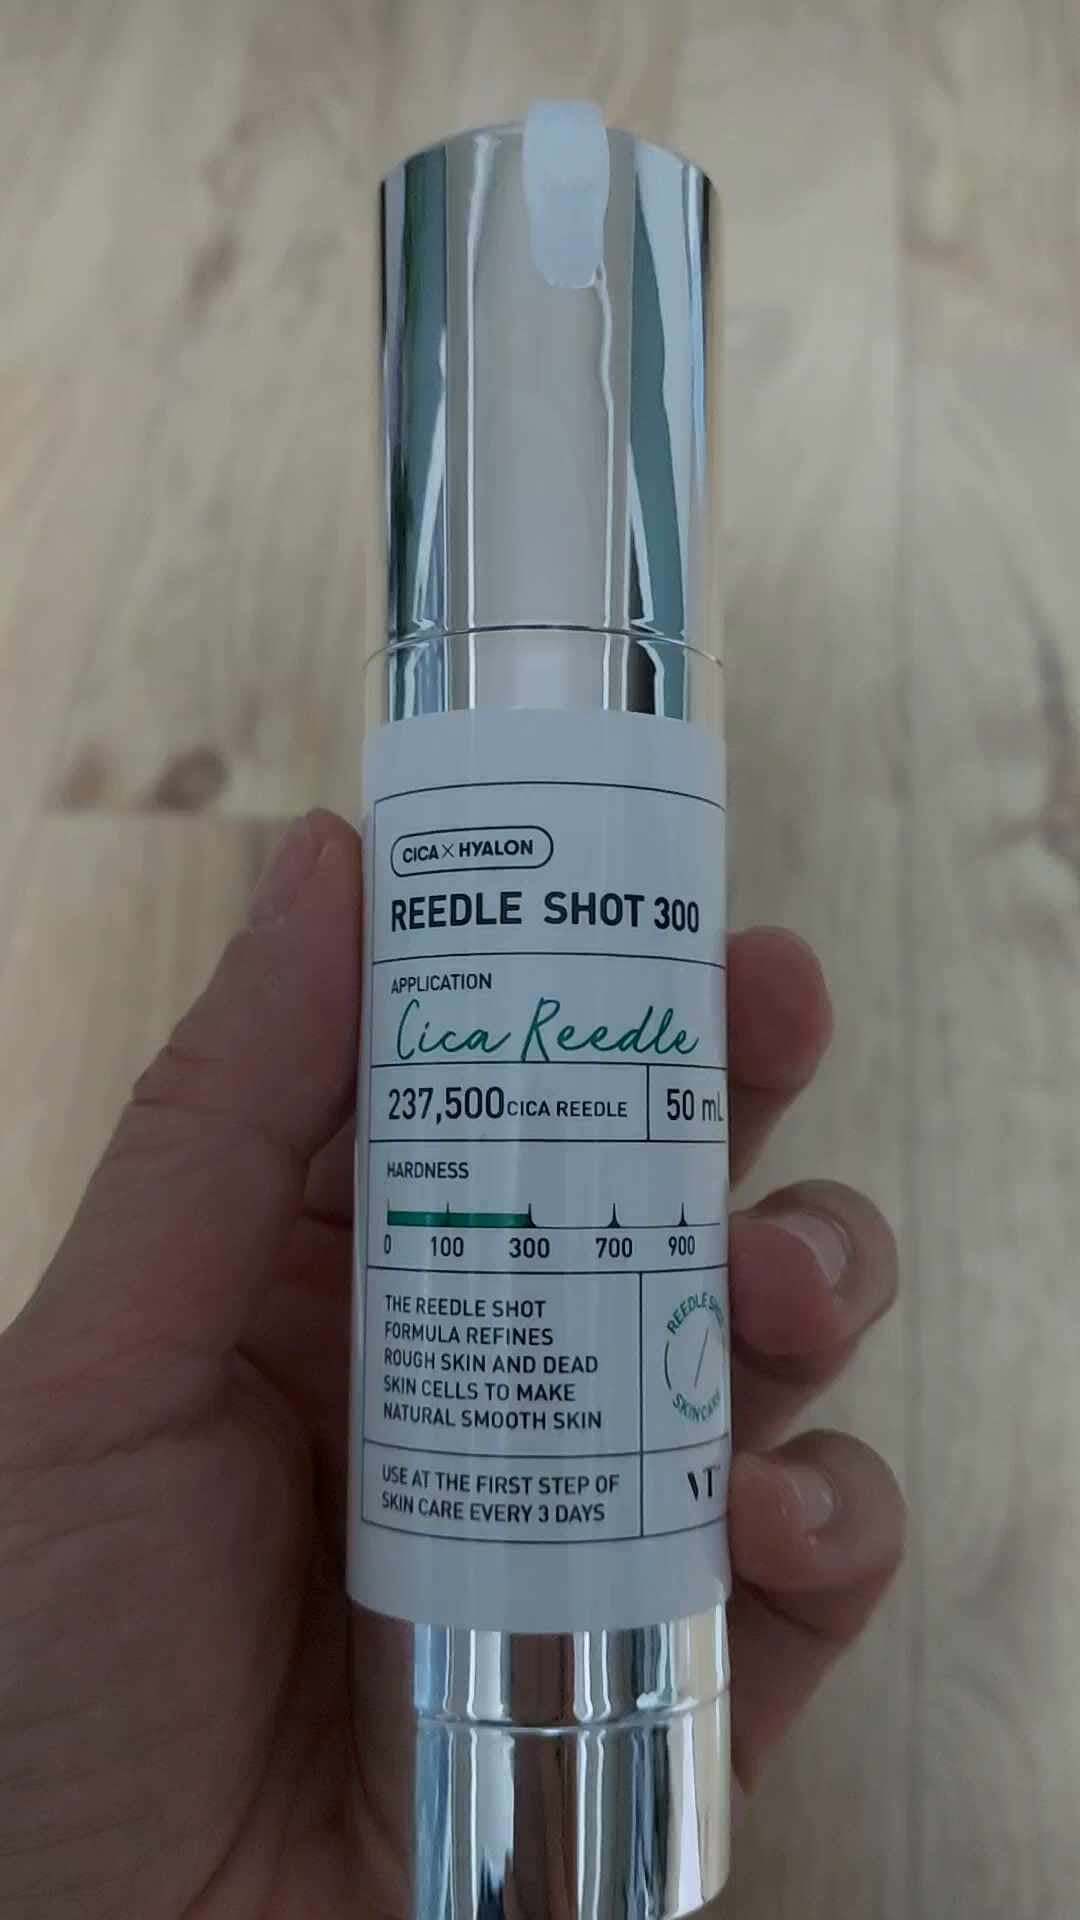 CICA X HYALON
REEDLE SHOT 300
APPLICATION
Cica Reedle
237,500 CICA REEDLE
50 mL
HARDNESS
0 100 300 700 900
THE REEDLE SHOT
FORMULA REFINES
ROUGH SKIN AND DEAD
SKIN CELLS TO MAKE
NATURAL SMOOTH SKIN
REEDLE SHOT
SKINCARE
USE AT THE FIRST STEP OF
SKIN CARE EVERY 3 DAYS
VT